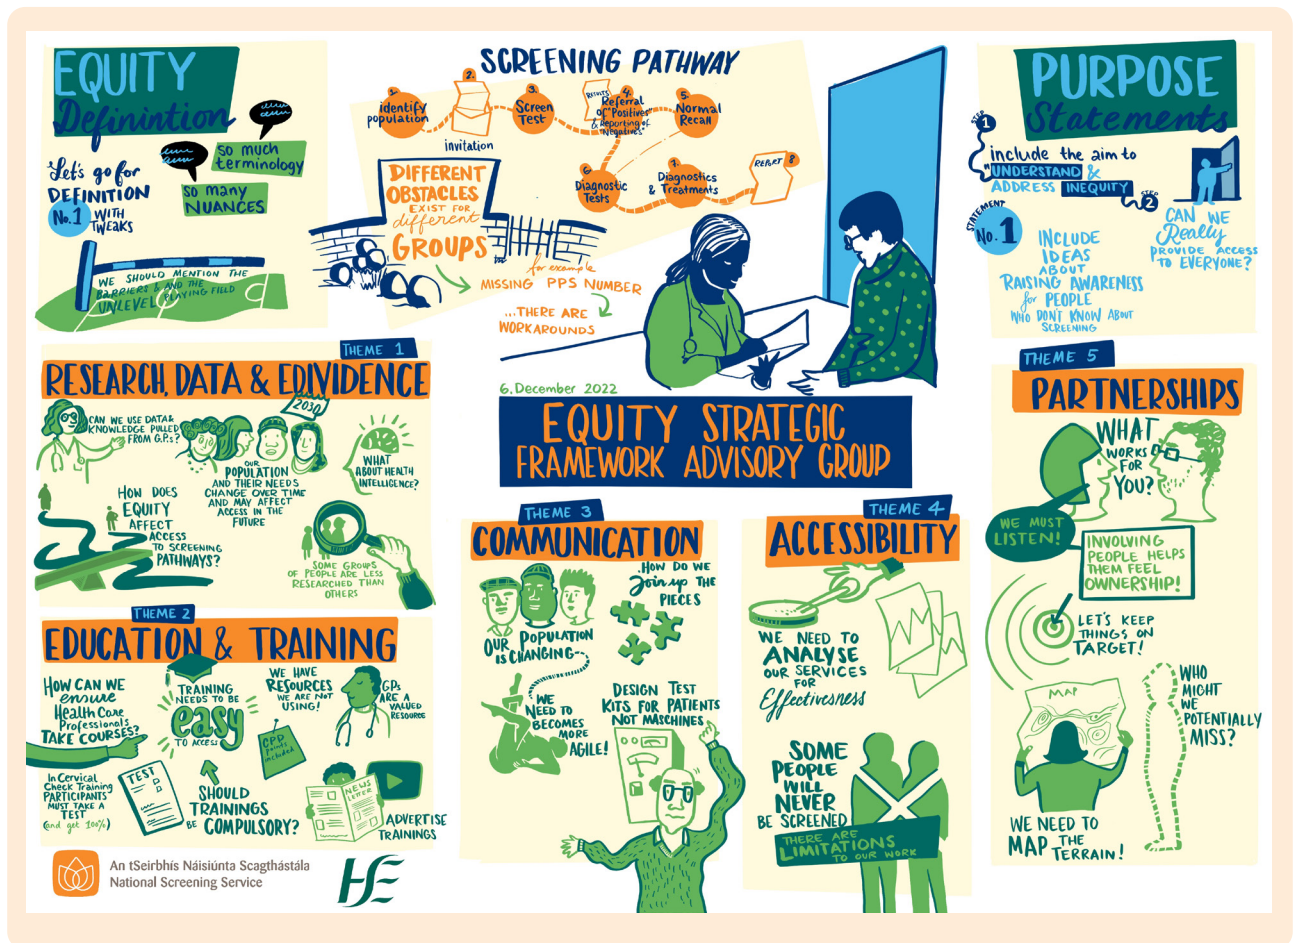 EQUITY
Definintion
SO MUCH
terminology
SO MANY
NUANCES
Let's go for
DEFINITION
No.1 WITH
TWEAKS
WE SHOULD MENTION THE
BARRIERS & AND THE
UNLEVEL PLAYING FIELD
SCREENING PATHWAY
1.
identify
population
2.
invitation
3.
Screen
Test
RESULTS
4.
Referral
of "Positives"
& Reporting of
"Negatives"
5.
Normal
Recall
6.
Diagnostic
Tests
7.
Diagnostics
& Treatments
REPORT
8
DIFFERENT
OBSTACLES
EXIST FOR
different
GROUPS
for example
MISSING PPS NUMBER
...THERE ARE
WORKAROUNDS
6. December 2022
EQUITY STRATEGIC
FRAMEWORK ADVISORY GROUP
PURPOSE
Statements
STEP 1
include the aim to
UNDERSTAND &
ADDRESS INEQUITY
STEP 2
STATEMENT
No. 1
INCLUDE
IDEAS
ABOUT
RAISING AWARENESS
for PEOPLE
WHO DON'T KNOW ABOUT
SCREENING
CAN WE
Really
PROVIDE ACCESS
TO EVERYONE?
THEME 1
RESEARCH, DATA & EDIVIDENCE
CAN WE USE DATA &
KNOWLEDGE PULLED
FROM G.P.s?
2030
OUR
POPULATION
AND THEIR NEEDS
CHANGE OVER TIME
AND MAY AFFECT
ACCESS IN THE
FUTURE
WHAT
ABOUT HEALTH
INTELLIGENCE?
HOW DOES
EQUITY
AFFECT
ACCESS
TO SCREENING
PATHWAYS?
SOME GROUPS
OF PEOPLE ARE LESS
RESEARCHED THAN
OTHERS
THEME 2
EDUCATION & TRAINING
HOW CAN WE
ensure
Health Care
Professionals
TAKE COURSES?
TRAINING
NEEDS TO BE
easy
TO ACCESS
WE HAVE
RESOURCES
WE ARE NOT
USING!
CPP
points
included
GPs
ARE A
VALUED
RESOURCE
In Cervical
Check Training
PARTICIPANTS
MUST TAKE A
TEST
(and get 100%)
TEST
SHOULD
TRAININGS
BE COMPULSORY?
NEWS
LETTER
ADVERTISE
TRAININGS
THEME 3
COMMUNICATION
OUR POPULATION
IS CHANGING
HOW DO WE
Join up THE
PIECES
WE
NEED TO
BECOMES
MORE
AGILE!
DESIGN TEST
KITS FOR PATIENTS
NOT MASCHINES
THEME 4
ACCESSIBILITY
WE NEED TO
ANALYSE
OUR SERVICES
FOR
Effectivesness
SOME
PEOPLE
WILL
NEVER
BE SCREENED
THERE ARE
LIMITATIONS
TO OUR WORK
THEME 5
PARTNERSHIPS
WHAT
WORKS
FOR
YOU?
WE MUST
LISTEN!
INVOLVING
PEOPLE HELPS
THEM FEEL
OWNERSHIP!
LET'S KEEP
THINGS ON
TARGET!
MAP
WHO
MIGHT
WE
POTENTIALLY
MISS?
WE NEED TO
MAP THE
TERRAIN!
An tSeirbhís Náisiúnta Scagthástála
National Screening Service
HSE